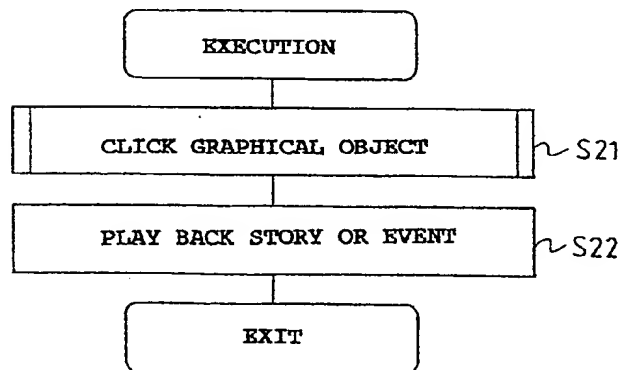 EXECUTION
CLICK GRAPHICAL OBJECT
S21
PLAY BACK STORY OR EVENT
S22
EXIT